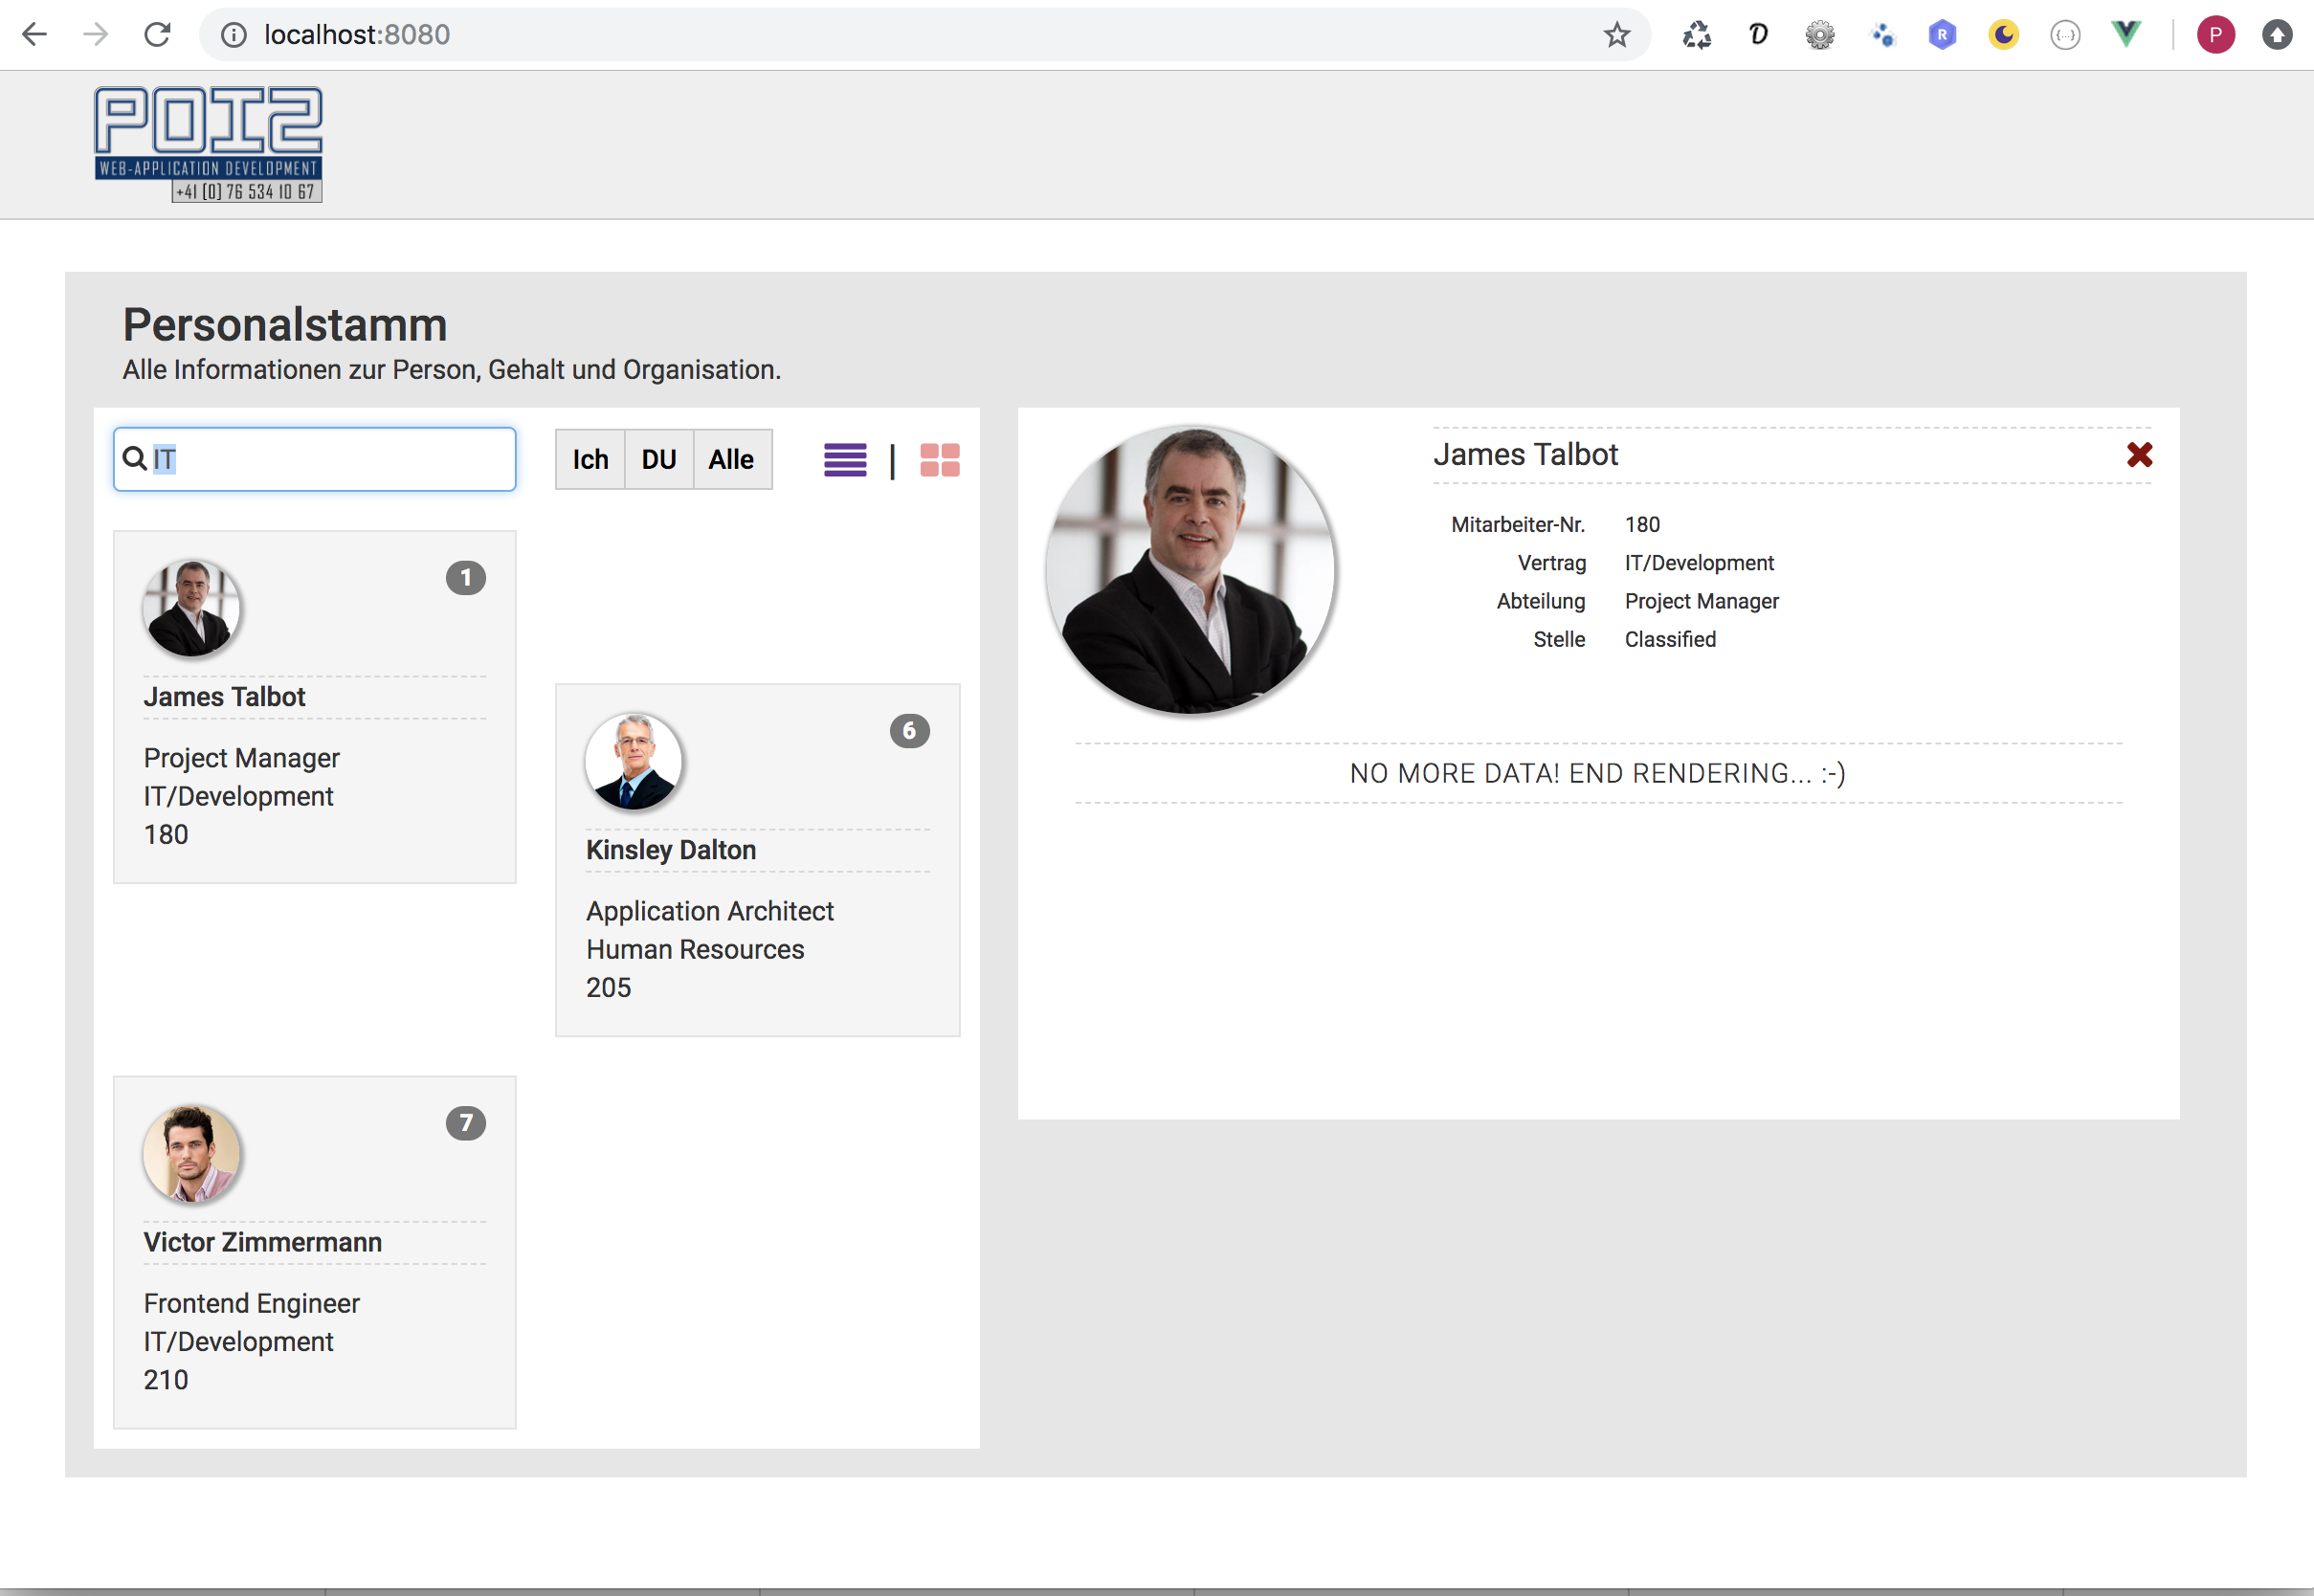 localhost:8080
D
R
{...}
P
POI2
WEB-APPLICATION DEVELOPMENT
+41 (0) 76 534 10 67
Personalstamm
Alle Informationen zur Person, Gehalt und Organisation.
IT
Ich DU Alle |
1
James Talbot
Project Manager
IT/Development
180
6
Kinsley Dalton
Application Architect
Human Resources
205
7
Victor Zimmermann
Frontend Engineer
IT/Development
210
James Talbot
Mitarbeiter-Nr. 180
Vertrag IT/Development
Abteilung Project Manager
Stelle Classified
NO MORE DATA! END RENDERING... :-)